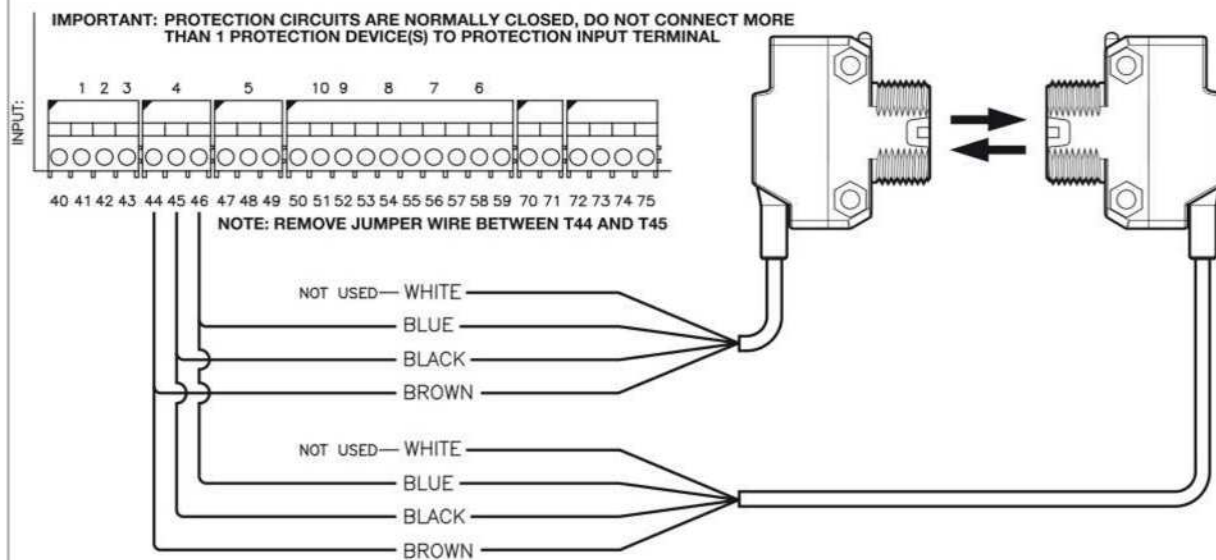 IMPORTANT: PROTECTION CIRCUITS ARE NORMALLY CLOSED, DO NOT CONNECT MORE
THAN 1 PROTECTION DEVICE(S) TO PROTECTION INPUT TERMINAL
INPUT:
1 2 3 4 5 10 9 8 7 6
40 41 42 43 44 45 46 47 48 49 50 51 52 53 54 55 56 57 58 59 70 71 72 73 74 75
NOTE: REMOVE JUMPER WIRE BETWEEN T44 AND T45
NOT USED WHITE
BLUE
BLACK
BROWN
NOT USED WHITE
BLUE
BLACK
BROWN